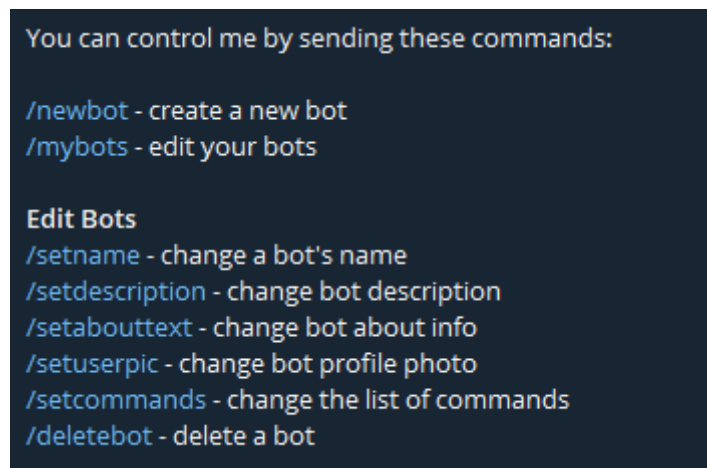 You can control me by sending these commands:
/newbot - create a new bot
/mybots - edit your bots
Edit Bots
/setname - change a bot's name
/setdescription - change bot description
/setabouttext - change bot about info
/setuserpic - change bot profile photo
/setcommands - change the list of commands
/deletebot - delete a bot